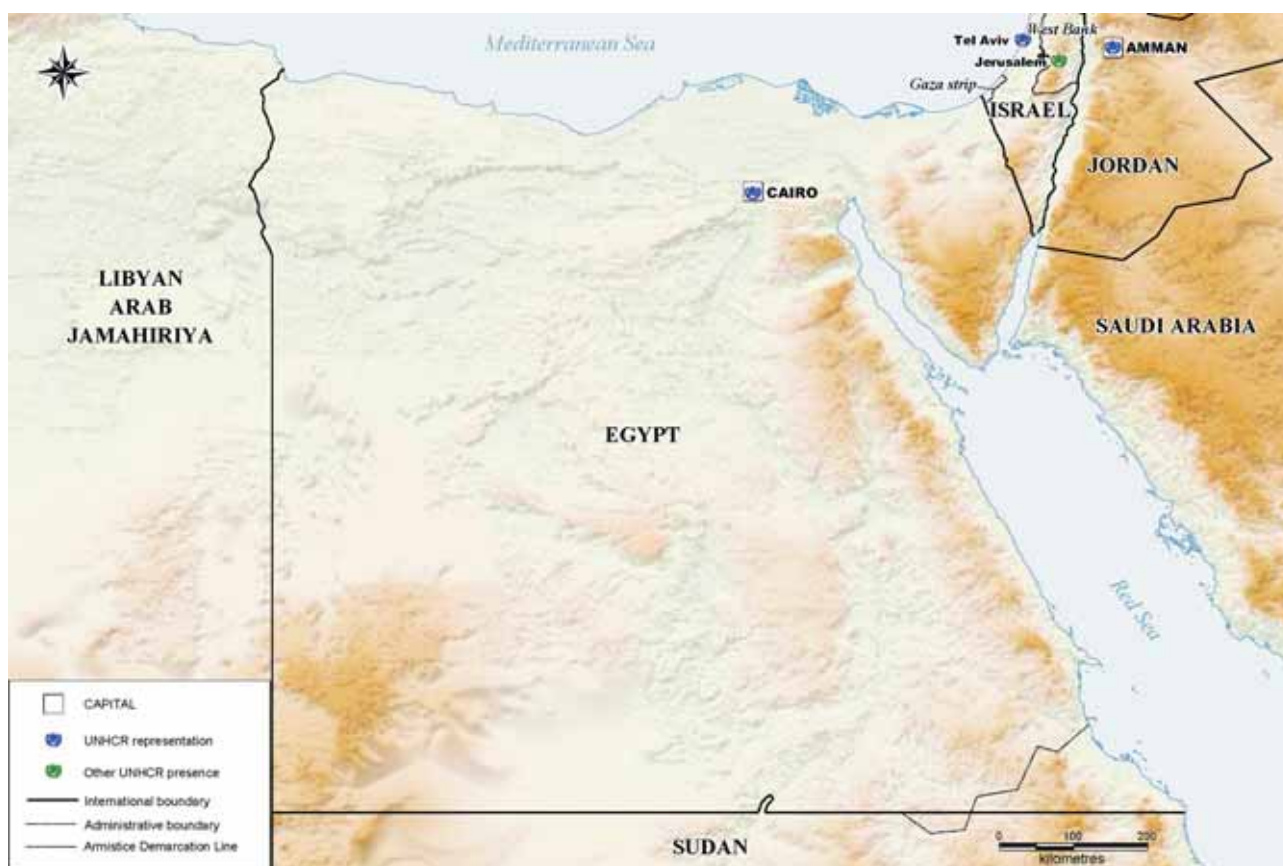 Mediterranean Sea
West Bank
Tel Aviv
AMMAN
Jerusalem
Gaza strip
ISRAEL
JORDAN
CAIRO
LIBYAN
ARAB
JAMAHIRIYA
SAUDI ARABIA
EGYPT
Red Sea
CAPITAL
UNHCR representation
Other UNHCR presence
International boundary
Administrative boundary
Armistice Demarcation Line
SUDAN
0 100 200
kilometres